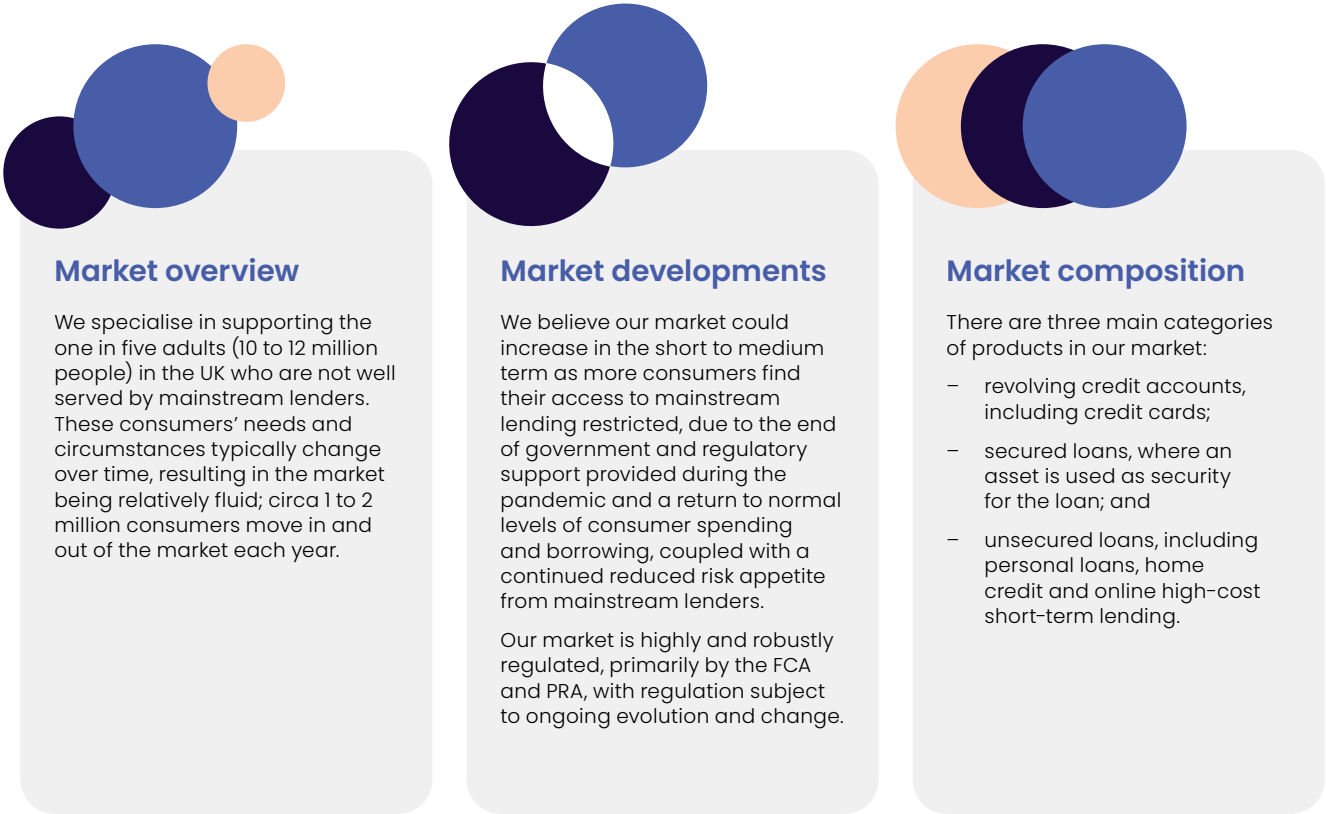 Market overview
We specialise in supporting the
one in five adults (10 to 12 million
people) in the UK who are not well
served by mainstream lenders.
These consumers’ needs and
circumstances typically change
over time, resulting in the market
being relatively fluid; circa 1 to 2
million consumers move in and
out of the market each year.
Market developments
We believe our market could
increase in the short to medium
term as more consumers find
their access to mainstream
lending restricted, due to the end
of government and regulatory
support provided during the
pandemic and a return to normal
levels of consumer spending
and borrowing, coupled with a
continued reduced risk appetite
from mainstream lenders.
Our market is highly and robustly
regulated, primarily by the FCA
and PRA, with regulation subject
to ongoing evolution and change.
Market composition
There are three main categories
of products in our market:
– revolving credit accounts,
including credit cards;
– secured loans, where an
asset is used as security
for the loan; and
– unsecured loans, including
personal loans, home
credit and online high-cost
short-term lending.